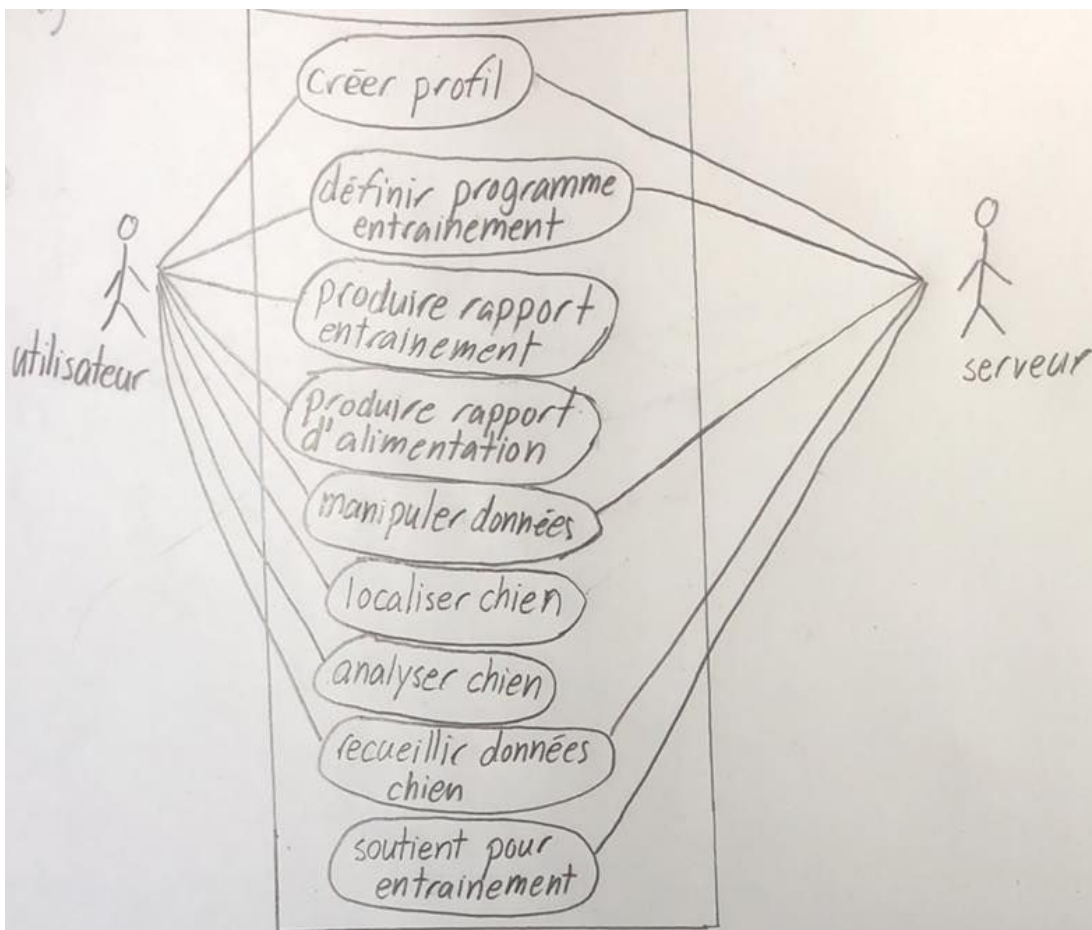 créer profil
définir programme
entrainement
produire rapport
entrainement
produire rapport
d'alimentation
manipuler données
localiser chien
analyser chien
recueillir données
chien
soutient pour
entrainement
utilisateur
serveur